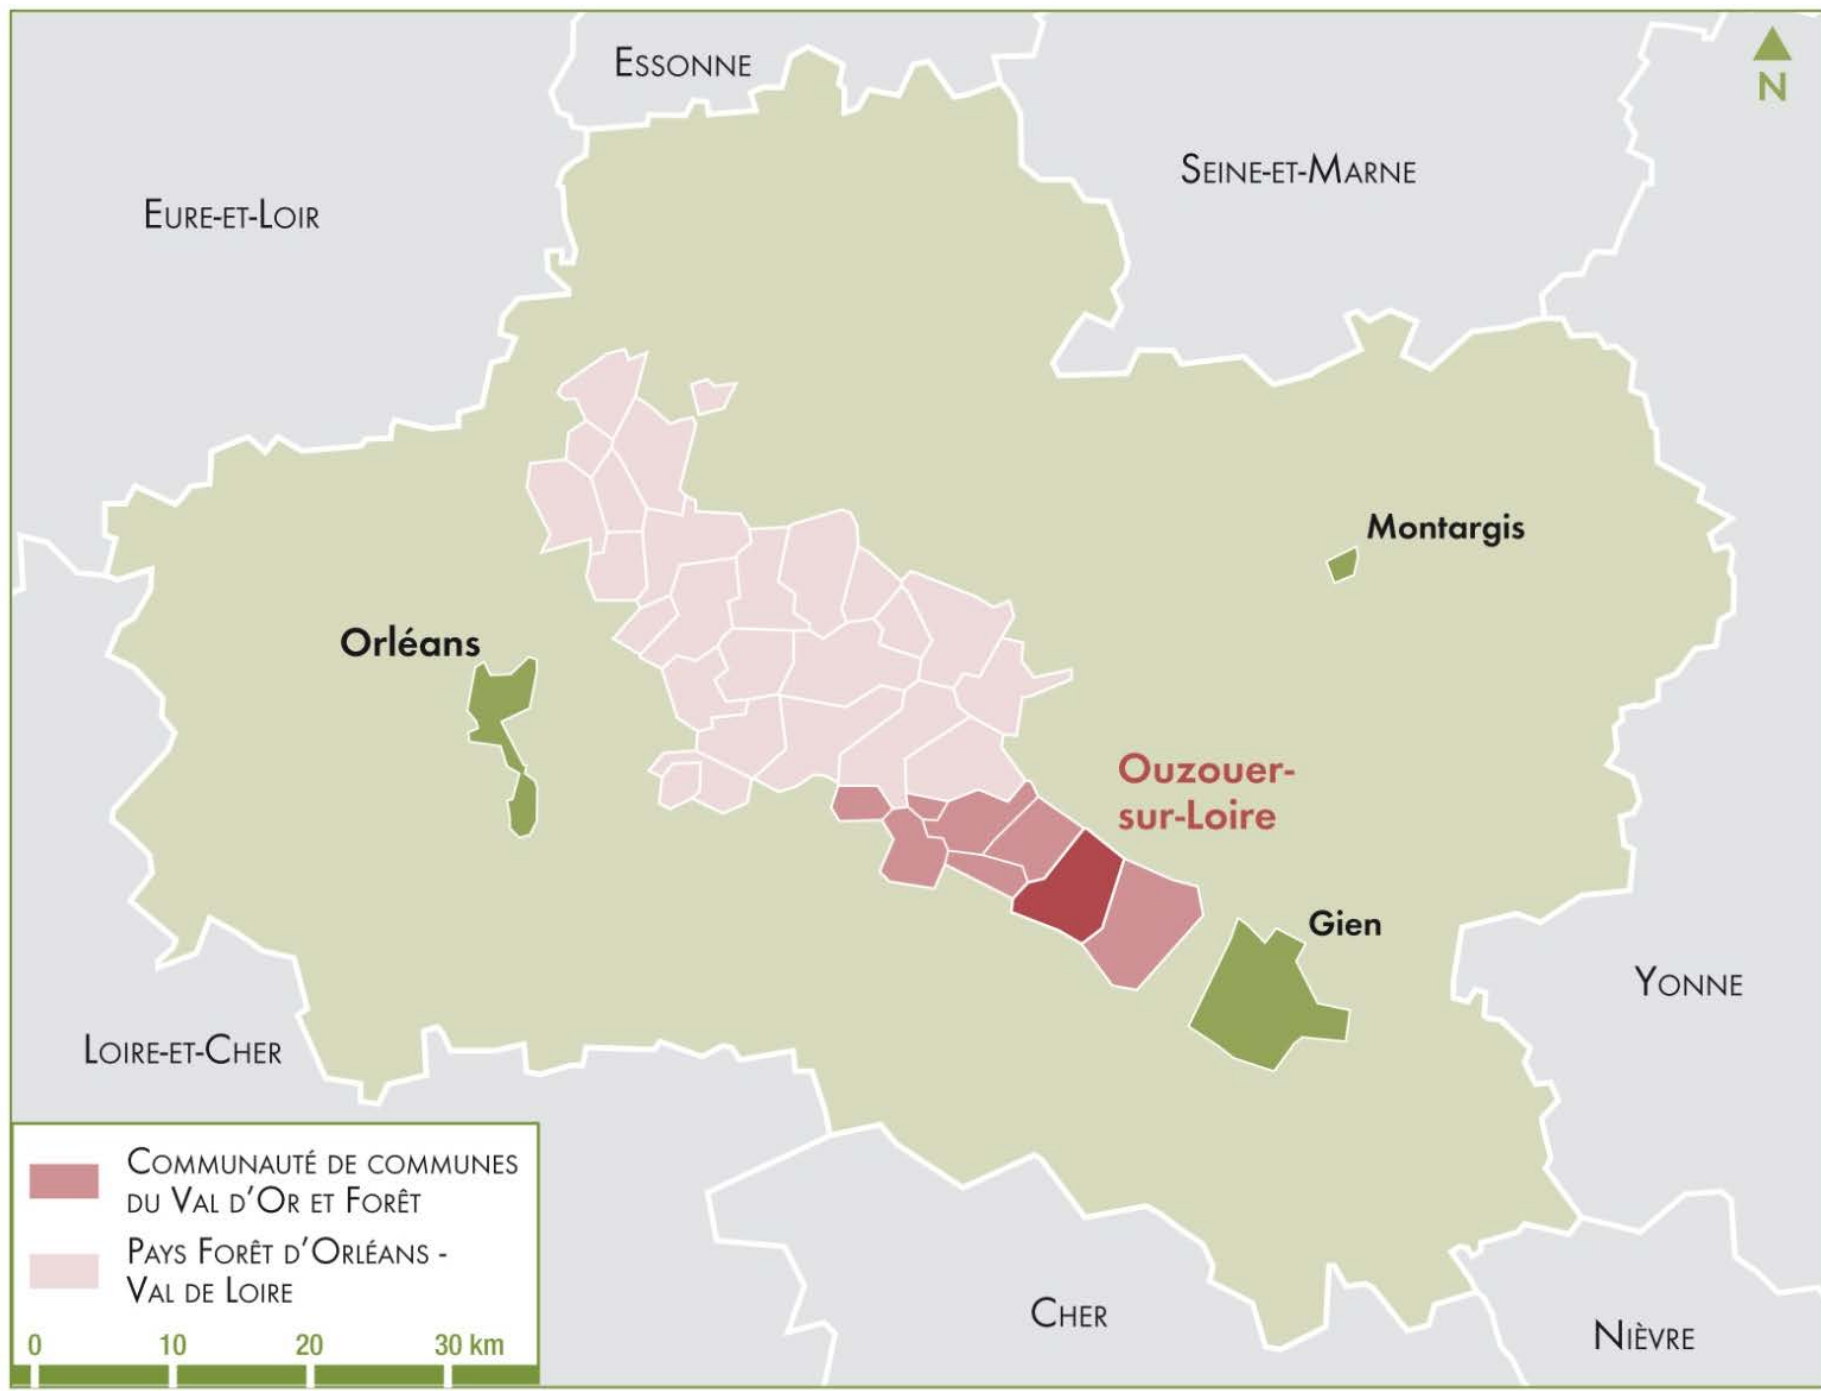 Essonne
N
Seine-et-Marne
Eure-et-Loir
Montargis
Orléans
Ouzouer-
sur-Loire
Gien
Yonne
Loire-et-Cher
Communauté de communes
du Val d'Or et Forêt
Pays Forêt d'Orléans -
Val de Loire
0 10 20 30 km
Cher
Nièvre